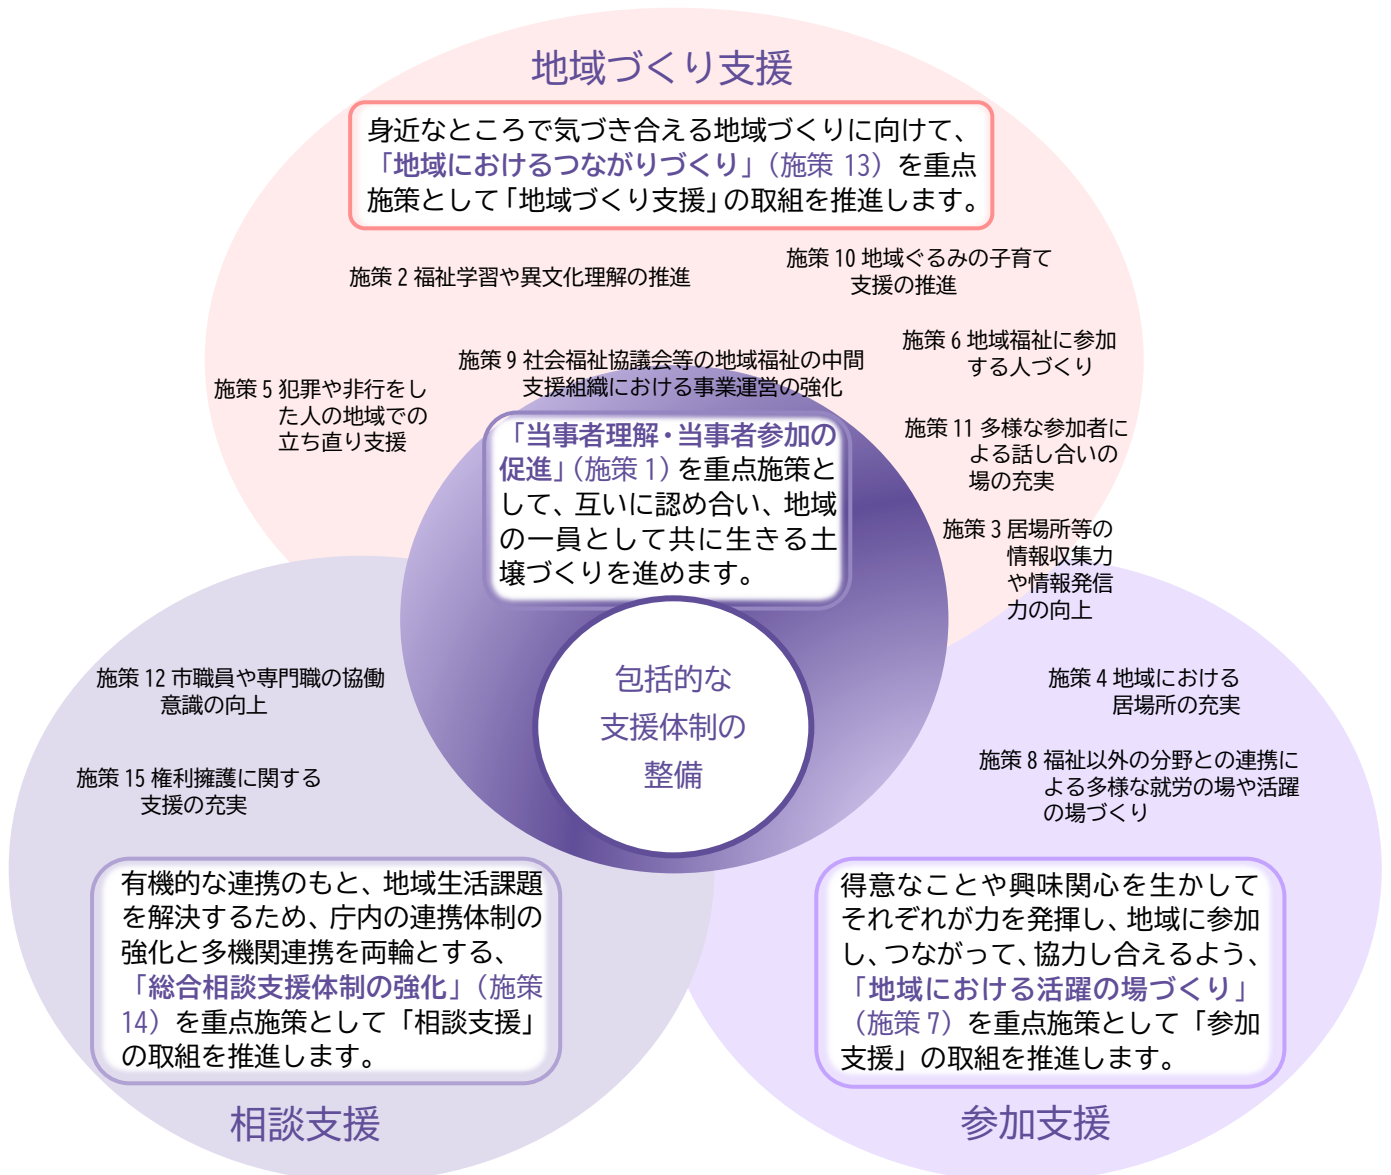 地域づくり支援
身近なところで気づき合える地域づくりに向けて、
「地域におけるつながりづくり」（施策 13）を重点
施策として「地域づくり支援」の取組を推進します。
施策 2 福祉学習や異文化理解の推進
施策 10 地域ぐるみの子育て
支援の推進
施策 9 社会福祉協議会等の地域福祉の中間
支援組織における事業運営の強化
施策 6 地域福祉に参加
する人づくり
施策 5 犯罪や非行をし
た人の地域での
立ち直り支援
施策 11 多様な参加者に
よる話し合いの
場の充実
施策 3 居場所等の
情報収集力
や情報発信
力の向上
「当事者理解・当事者参加の
促進」（施策 1）を重点施策と
して、互いに認め合い、地域
の一員として共に生きる土
壌づくりを進めます。
包括的な
支援体制の
整備
施策 12 市職員や専門職の協働
意識の向上
施策 15 権利擁護に関する
支援の充実
有機的な連携のもと、地域生活課題
を解決するため、庁内の連携体制の
強化と多機関連携を両輪とする、
「総合相談支援体制の強化」（施策
14）を重点施策として「相談支援」
の取組を推進します。
相談支援
施策 4 地域における
居場所の充実
施策 8 福祉以外の分野との連携に
よる多様な就労の場や活躍
の場づくり
得意なことや興味関心を生かして
それぞれが力を発揮し、地域に参加
し、つながって、協力し合えるよう、
「地域における活躍の場づくり」
（施策 7）を重点施策として「参加
支援」の取組を推進します。
参加支援